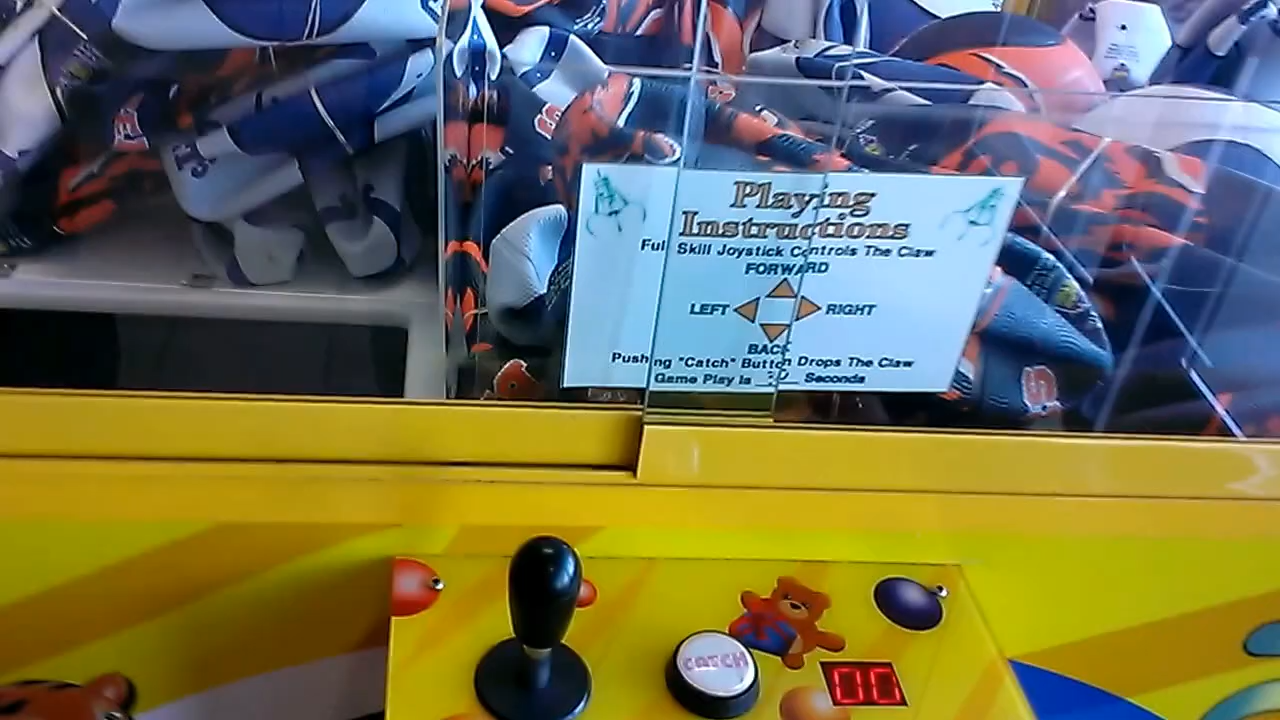 Playing
Instructions
Full Skill Joystick Controls The Claw
FORWARD
LEFT RIGHT
BACK
Pushing "Catch" Button Drops The Claw
Game Play Is Seconds
CATCH
00